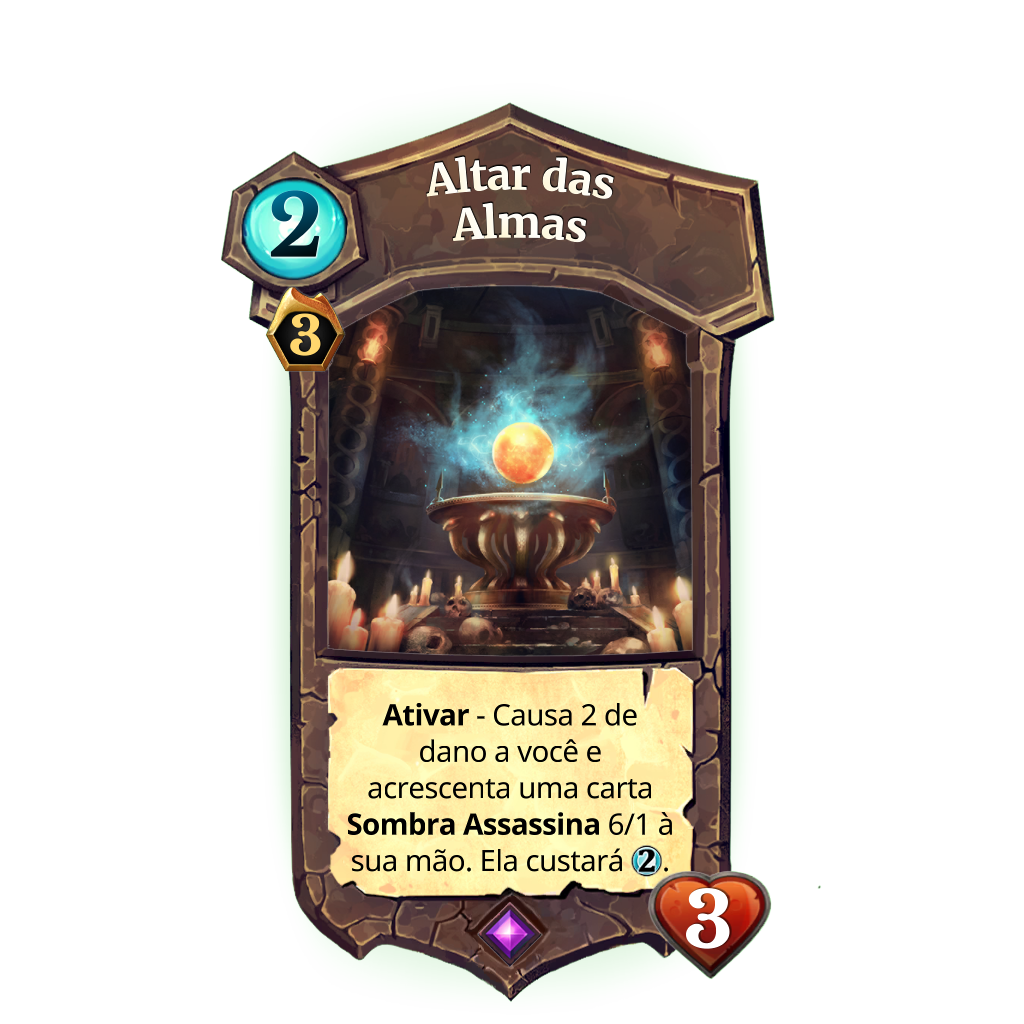 Altar das
Almas
2
3
Ativar - Causa 2 de
dano a você e
acrescenta uma carta
Sombra Assassina 6/1 à
sua mão. Ela custará 2.
3